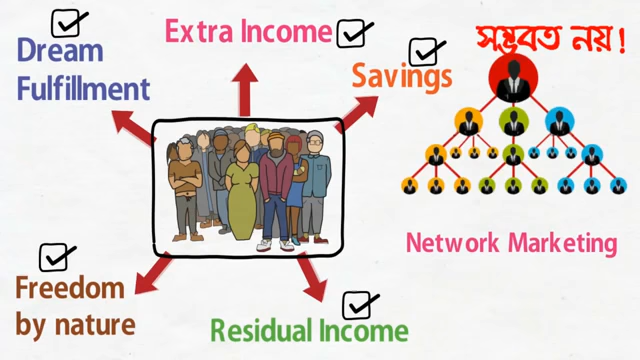 Dream
Fulfillment
Extra Income
Savings
সম্ভবত নয়!
Network Marketing
Freedom
by nature
Residual Income